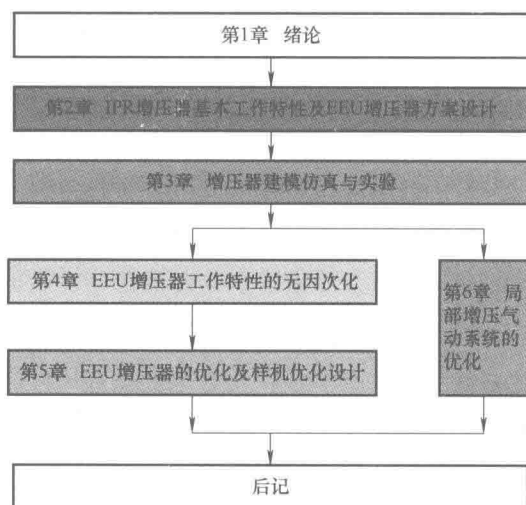 第1章 绪论
第2章 IPR增压器基本工作特性及EEU增压器方案设计
第3章 增压器建模仿真与实验
第4章 EEU增压器工作特性的无因次化
第5章 EEU增压器的优化及样机优化设计
第6章 局
部增压气
动系统的
优化
后记